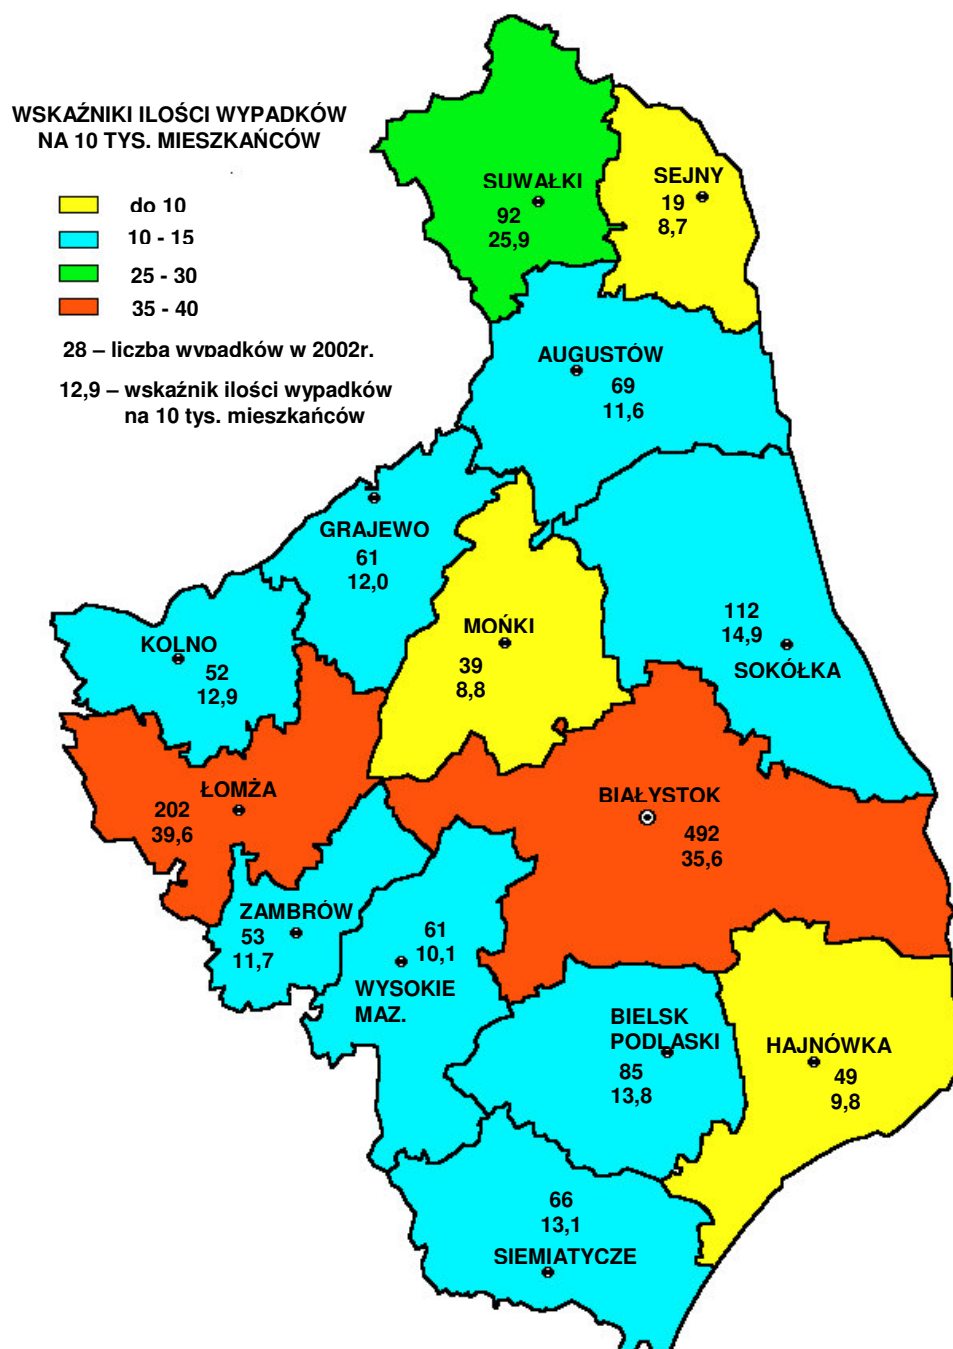 WSKAŹNIKI ILOŚCI WYPADKÓW
NA 10 TYS. MIESZKAŃCÓW
do 10
10 - 15
25 - 30
35 - 40
28 – liczba wypadków w 2002r.
12,9 – wskaźnik ilości wypadków
na 10 tys. mieszkańców
SUWAŁKI
92
25,9
SEJNY
19
8,7
AUGUSTÓW
69
11,6
GRAJEWO
61
12,0
MOŃKI
39
8,8
112
14,9
SOKÓŁKA
KOLNO
52
12,9
ŁOMŻA
202
39,6
BIAŁYSTOK
492
35,6
ZAMBRÓW
53
11,7
61
10,1
WYSOKIE
MAZ.
BIELSK
PODLASKI
85
13,8
HAJNÓWKA
49
9,8
66
13,1
SIEMIATYCZE